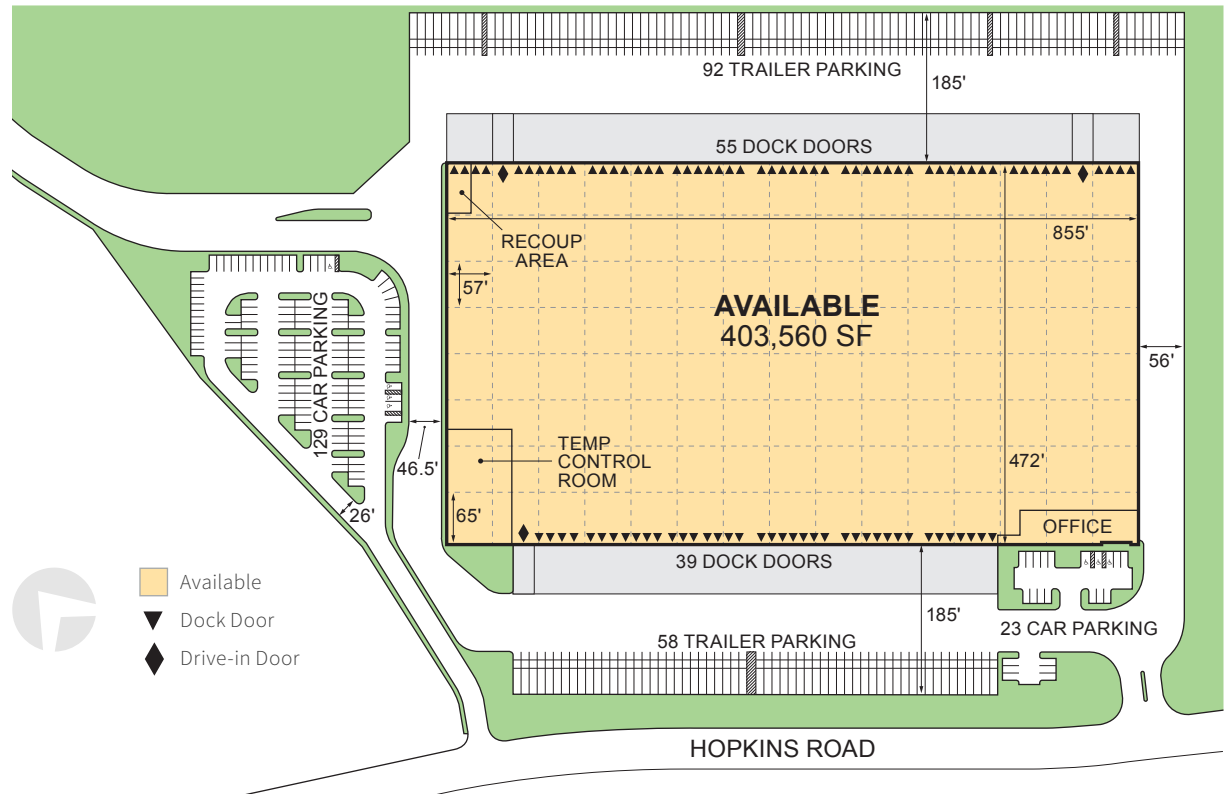 92 TRAILER PARKING
185'
55 DOCK DOORS
855'
RECOUP
AREA
57'
AVAILABLE
403,560 SF
129 CAR PARKING
56'
46.5'
TEMP
CONTROL
ROOM
472'
65'
26'
OFFICE
39 DOCK DOORS
Available
Dock Door
Drive-in Door
185'
23 CAR PARKING
58 TRAILER PARKING
HOPKINS ROAD